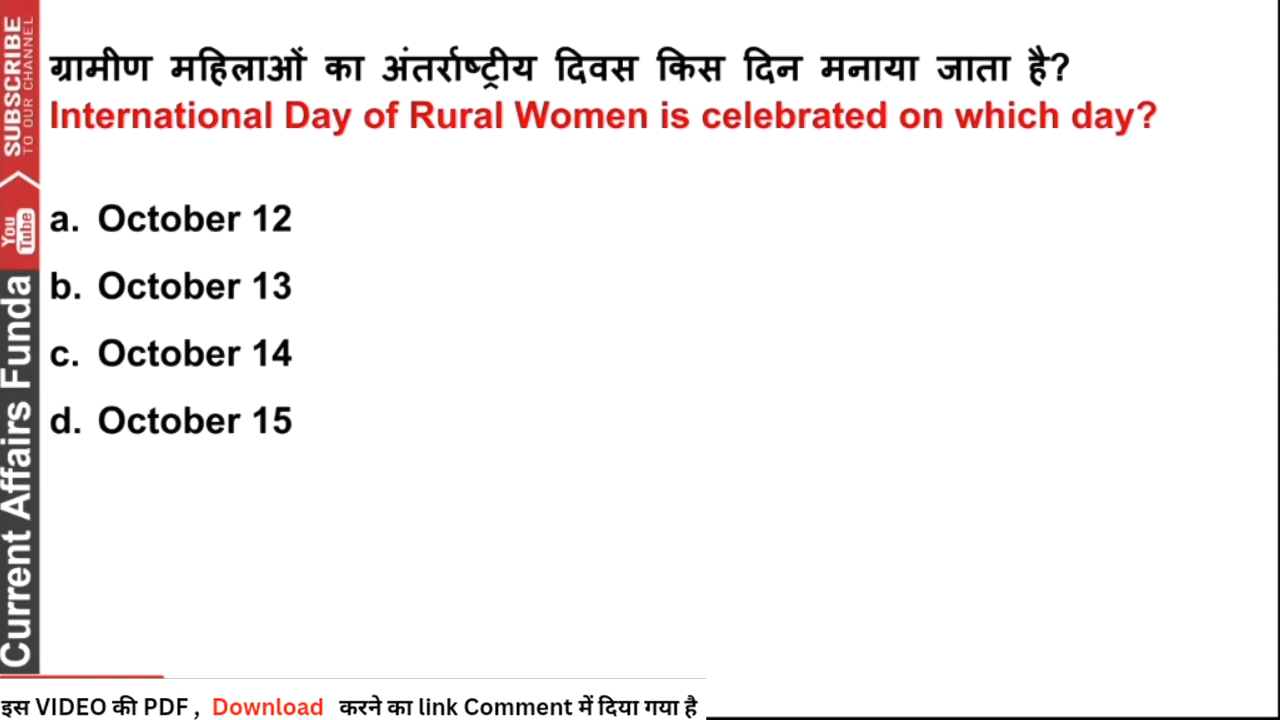 ग्रामीण महिलाओं का अंतर्राष्ट्रीय दिवस किस दिन मनाया जाता है?
International Day of Rural Women is celebrated on which day?
a. October 12
b. October 13
c. October 14
d. October 15
SUBSCRIBE
TO OUR CHANNEL
You
Tube
Current Affairs Funda
इस VIDEO की PDF , Download करने का link Comment में दिया गया है